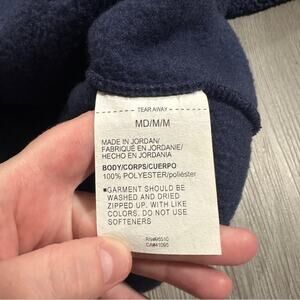 TEAR AWAY
MD/M/M
MADE IN JORDAN/
FABRIQUÉ EN JORDANIE/
HECHO EN JORDANIA
BODY/CORPS/CUERPO
100% POLYESTER/poliéster
■GARMENT SHOULD BE
WASHED AND DRIED
ZIPPED UP. WITH LIKE
COLORS. DO NOT USE
SOFTENERS